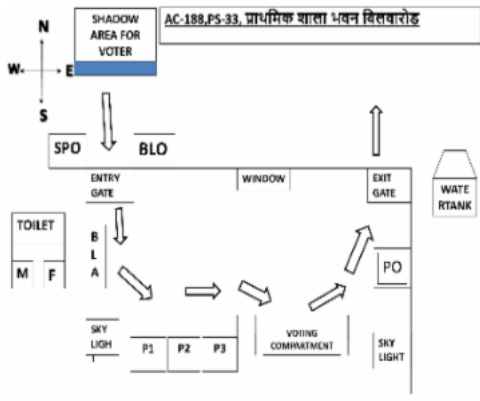 SHADOW
AREA FOR
VOTER
AC-188,PS-33, प्राथमिक शाला भवन विलवारोड
N
W
E
S
SPO
BLO
ENTRY
GATE
WINDOW
EXIT
GATE
WATE
RTANK
TOILET
M
F
B
L
A
PO
SKY
LIGH
T
P1
P2
P3
VOTING
COMPARTMENT
SKY
LIGHT